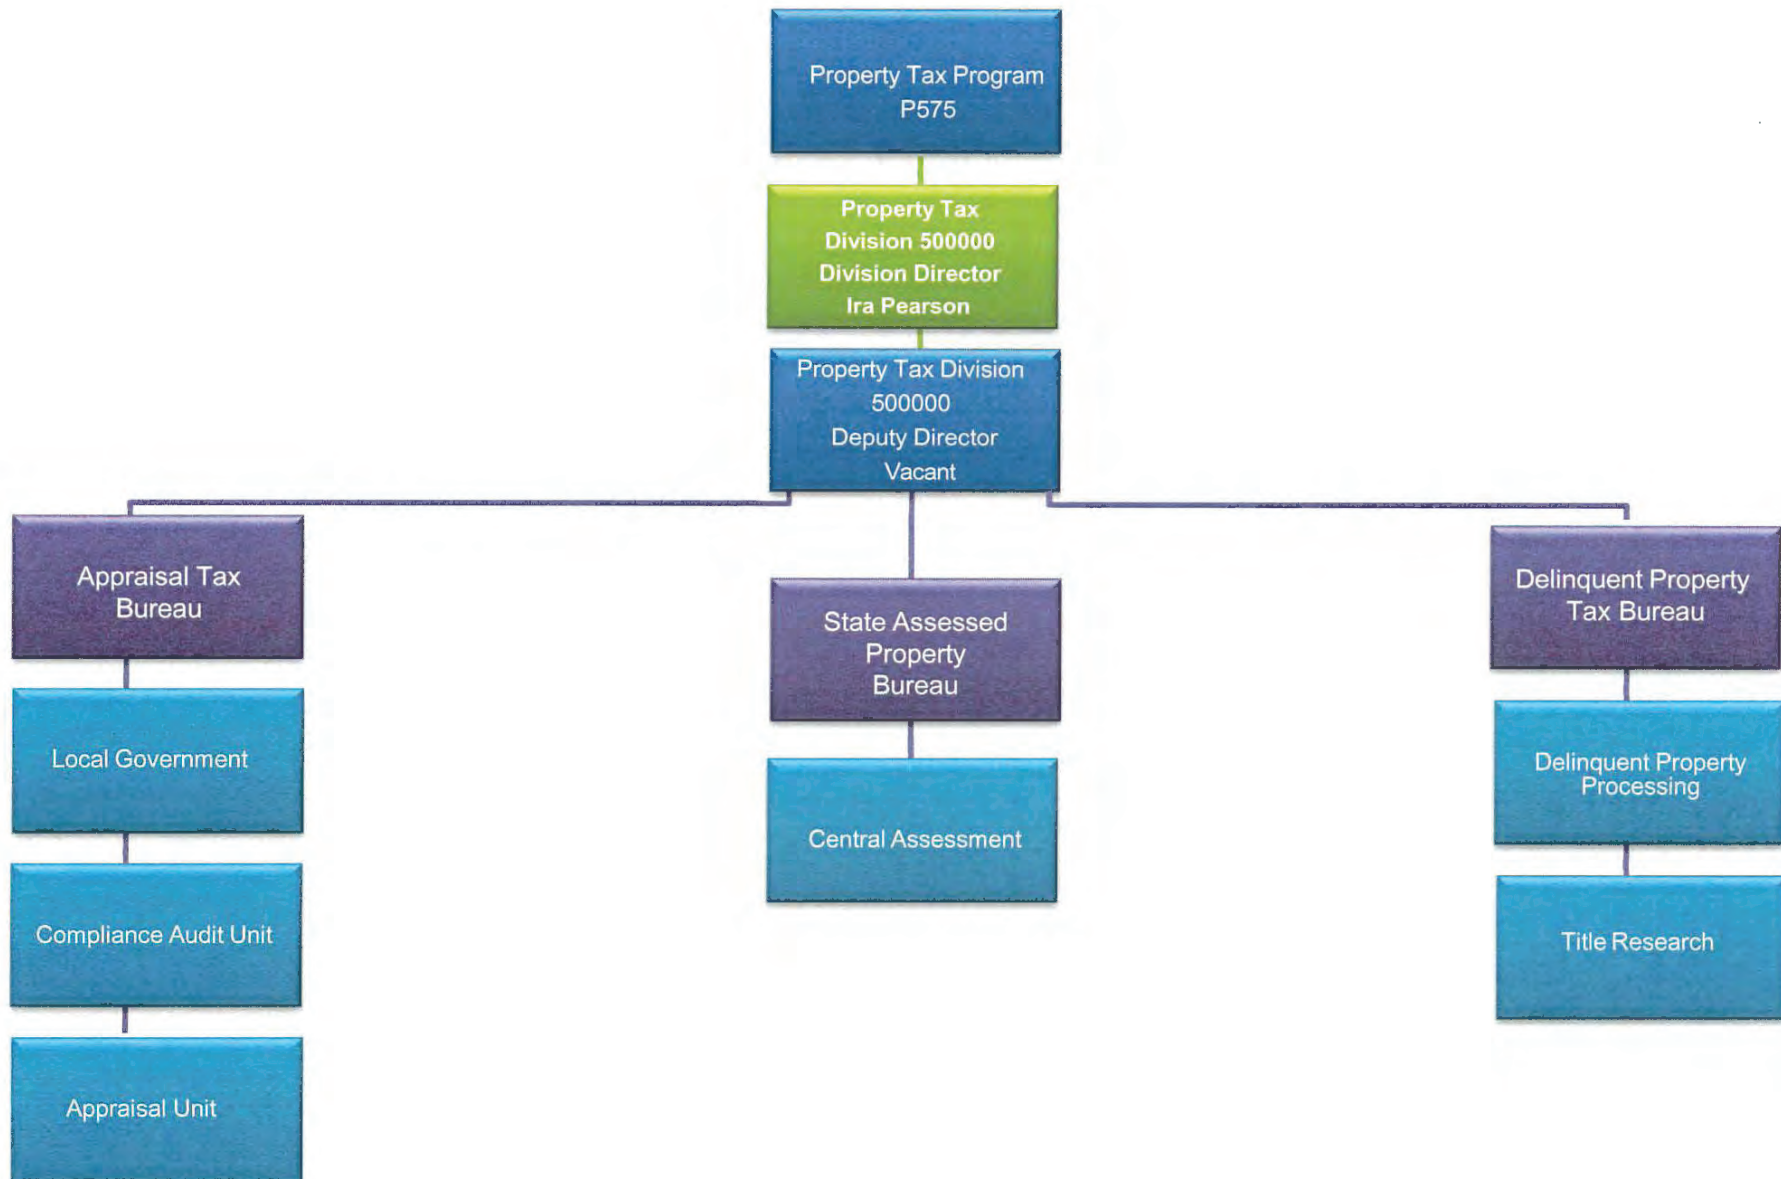 Property Tax Program
P575
Property Tax
Division 500000
Division Director
Ira Pearson
Property Tax Division
500000
Deputy Director
Vacant
Appraisal Tax
Bureau
Local Government
Compliance Audit Unit
Appraisal Unit
State Assessed
Property
Bureau
Central Assessment
Delinquent Property
Tax Bureau
Delinquent Property
Processing
Title Research